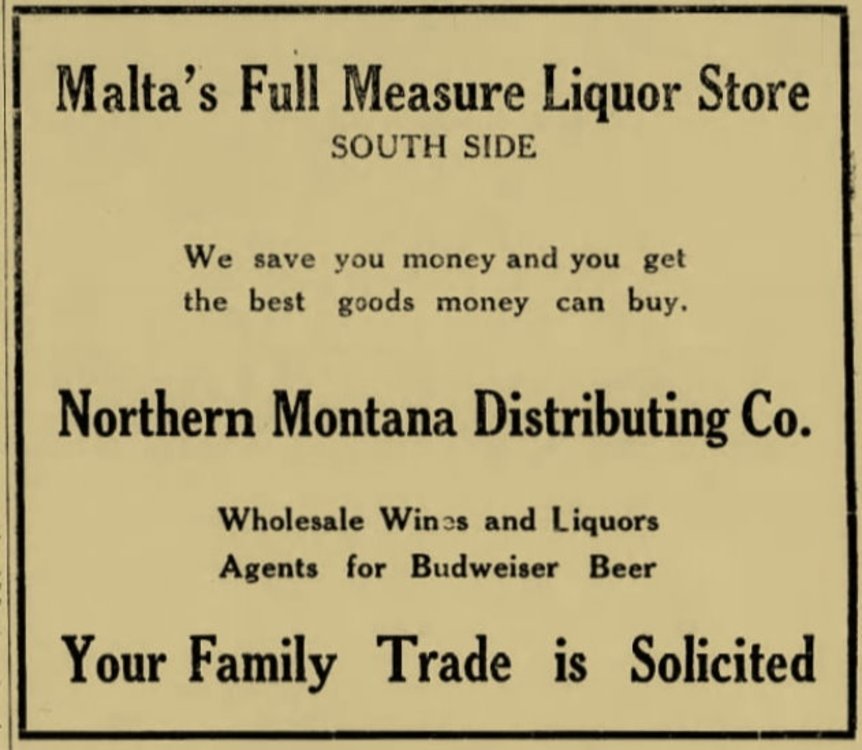 Malta's Full Measure Liquor Store
SOUTH SIDE
We save you money and you get
the best goods money can buy.
Northern Montana Distributing Co.
Wholesale Wines and Liquors
Agents for Budweiser Beer
Your Family Trade is Solicited